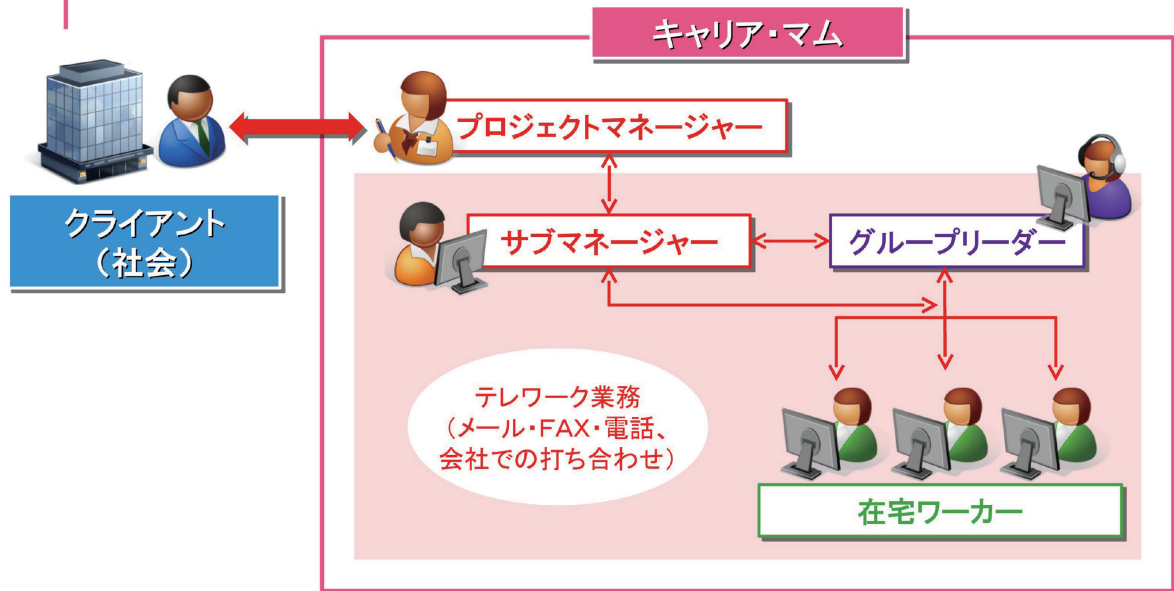 キャリア・マム
プロジェクトマネージャー
クライアント
（社会）
サブマネージャー
グループリーダー
テレワーク業務
（メール・FAX・電話、
会社での打ち合わせ）
在宅ワーカー